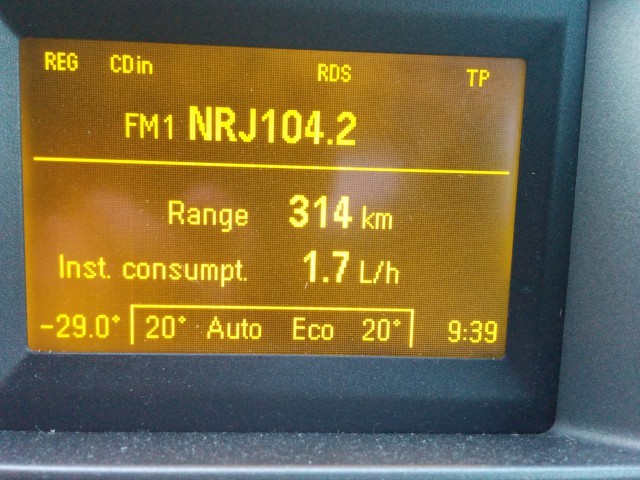 REG CDin RDS TP
FM1 NRJ104.2
Range 314 km
Inst. consumpt. 1.7 L/h
-29.0° 20° Auto Eco 20° 9:39